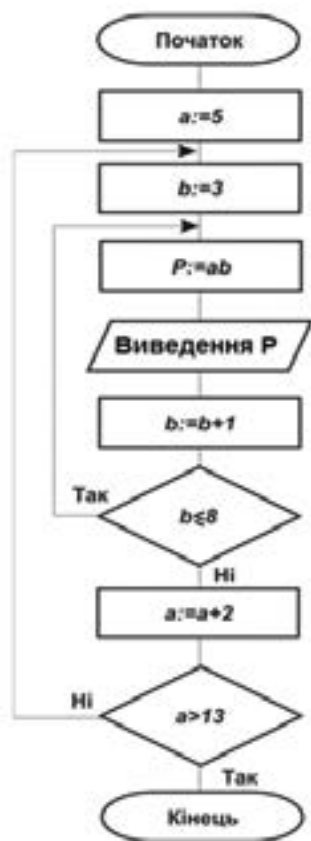 Початок
a:=5
b:=3
P:=ab
Виведення P
b:=b+1
Так
b⩽8
Ні
a:=a+2
Ні
a>13
Так
Кінець